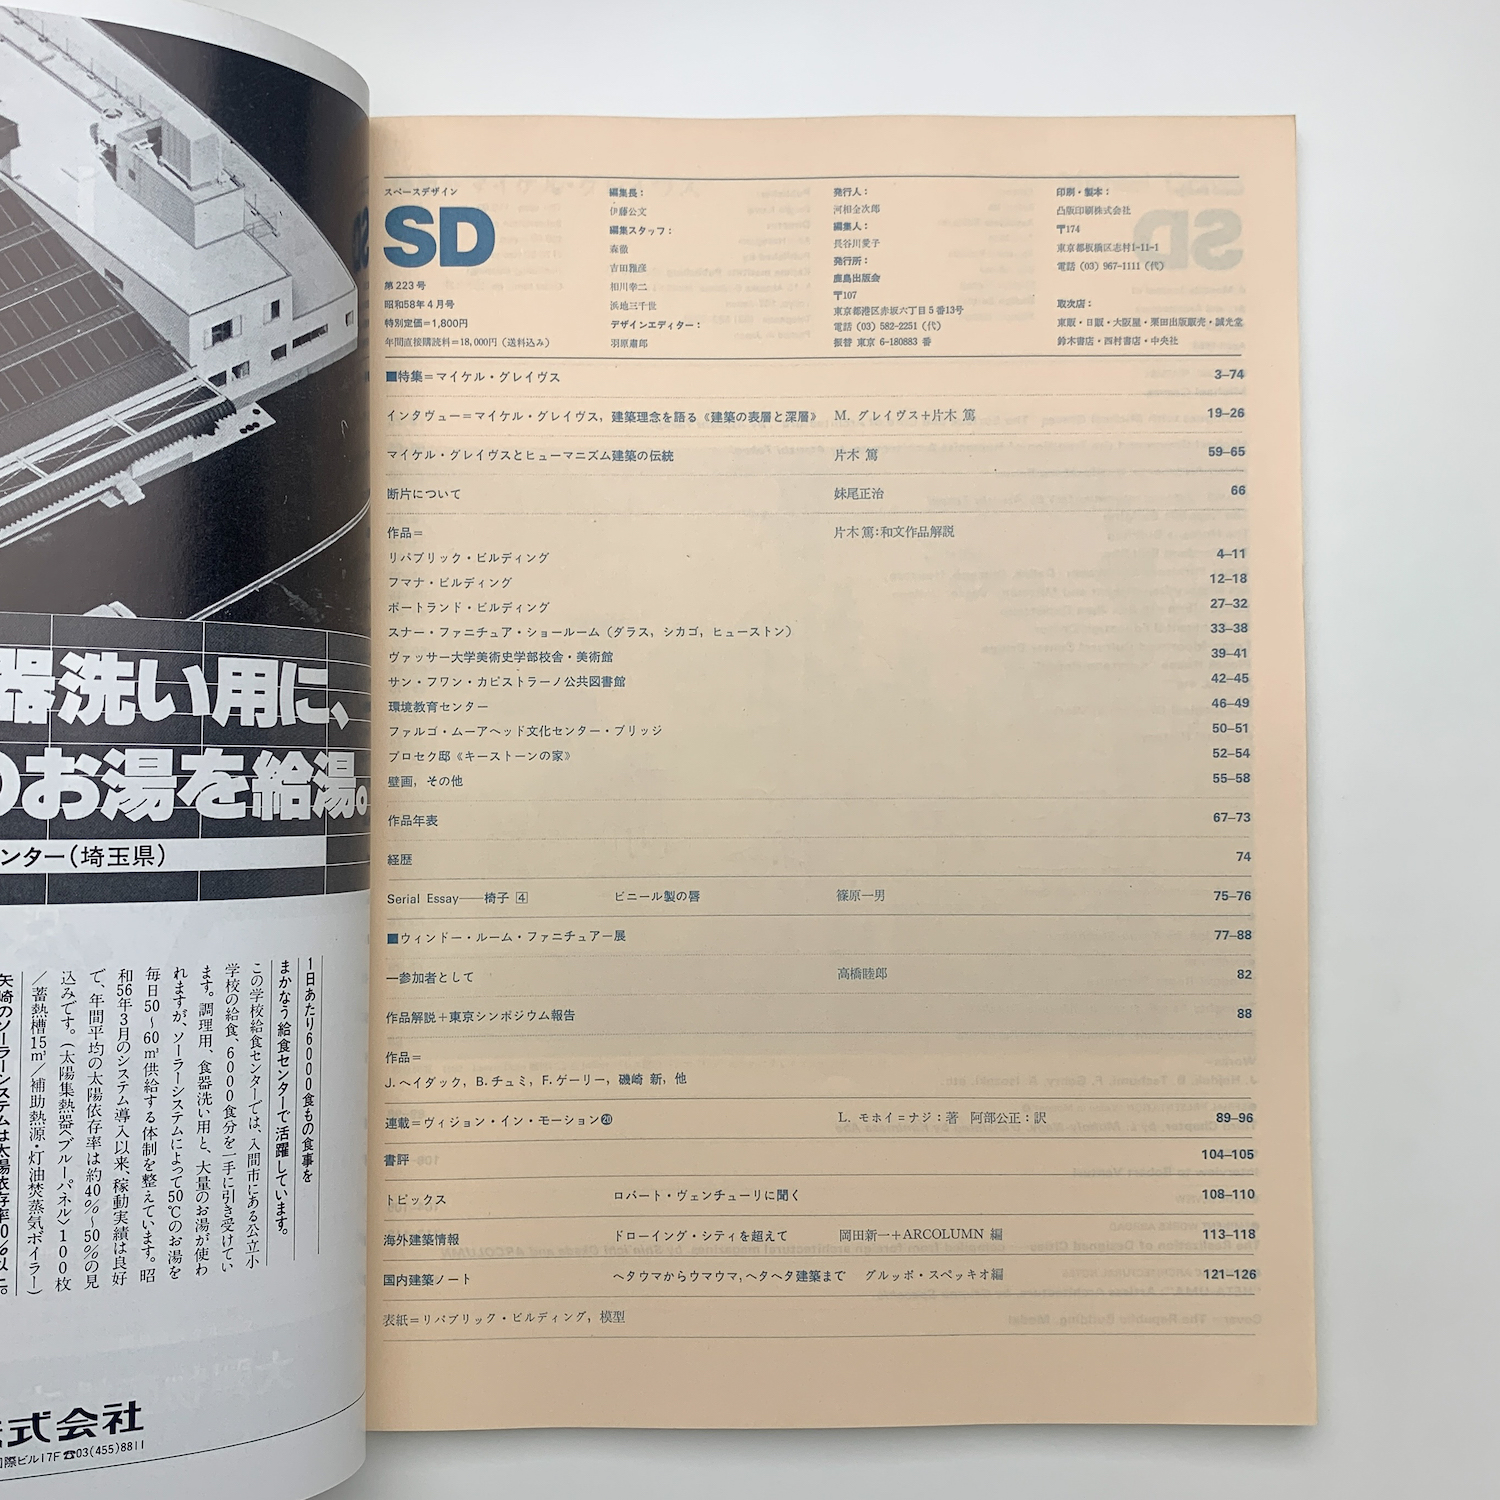 スペースデザイン
SD
第223号
昭和58年4月号
特別定価=1,800円
年間直接購読料=18,000円(送料込み)
編集長:
伊藤公文
編集スタッフ:
森徹
吉田雅彦
相川幸二
浜地三千世
デザインエディター:
羽原粛郎
発行人:
河相全次郎
編集人:
長谷川愛子
発行所:
鹿島出版会
〒107
東京都港区赤坂六丁目5番13号
電話(03)582-2251(代)
振替 東京 6-180883 番
印刷・製本:
凸版印刷株式会社
〒174
東京都板橋区志村1-11-1
電話(03)967-1111(代)
取次店:
東販・日販・大阪屋・栗田出版販売・誠光堂
鈴木書店・西村書店・中央社
■特集=マイケル・グレイヴス 3–74
インタヴュー=マイケル・グレイヴス,建築理念を語る《建築の表層と深層》 M. グレイヴス+片木 篤 19–26
マイケル・グレイヴスとヒューマニズム建築の伝統 片木 篤 59–65
断片について 妹尾正治 66
作品= 片木篤:和文作品解説
リパブリック・ビルディング 4–11
フマナ・ビルディング 12–18
ポートランド・ビルディング 27–32
スナー・ファニチュア・ショールーム(ダラス,シカゴ,ヒューストン) 33–38
ヴァッサー大学美術史学部校舎・美術館 39–41
サン・フワン・カピストラーノ公共図書館 42–45
環境教育センター 46–49
ファルゴ・ムーアヘッド文化センター・ブリッジ 50–51
プロセク邸《キーストーンの家》 52–54
壁画,その他 55–58
作品年表 67–73
経歴 74
Serial Essay——椅子 4 ビニール製の唇 篠原一男 75–76
■ウィンドー・ルーム・ファニチュアー展 77–88
一参加者として 高橋睦郎 82
作品解説+東京シンポジウム報告 88
作品=
J.ヘイダック,B.チュミ,F.ゲーリー,磯崎 新,他
連載=ヴィジョン・イン・モーション⓴ L. モホイ=ナジ:著 阿部公正:訳 89–96
書評 104–105
トピックス ロバート・ヴェンチューリに聞く 108–110
海外建築情報 ドローイング・シティを超えて 岡田新一+ARCOLUMN 編 113–118
国内建築ノート ヘタウマからウマウマ,ヘタヘタ建築まで グルッポ・スペッキオ編 121–126
表紙=リパブリック・ビルディング,模型
器洗い用に、
のお湯を給湯。
ンター(埼玉県)
1日あたり6000食もの食事を
まかなう給食センターで活躍しています。
この学校給食センターでは、入間市にある公立小
学校の給食、6000食分を一手に引き受けてい
ます。調理用、食器洗い用と、大量のお湯が使わ
れますが、ソーラーシステムによって50℃のお湯を
毎日50〜60㎥供給する体制を整えています。昭
和56年3月のシステム導入以来、稼動実績は良好
で、年間平均の太陽依存率は約40%〜50%の見
込みです。(太陽集熱器〈ブルーパネル〉100枚
/蓄熱槽15㎥/補助熱源・灯油焚蒸気ボイラー)
矢崎のソーラーシステムは太陽依存率
式会社
国際ビル17F ☎03(455)8811